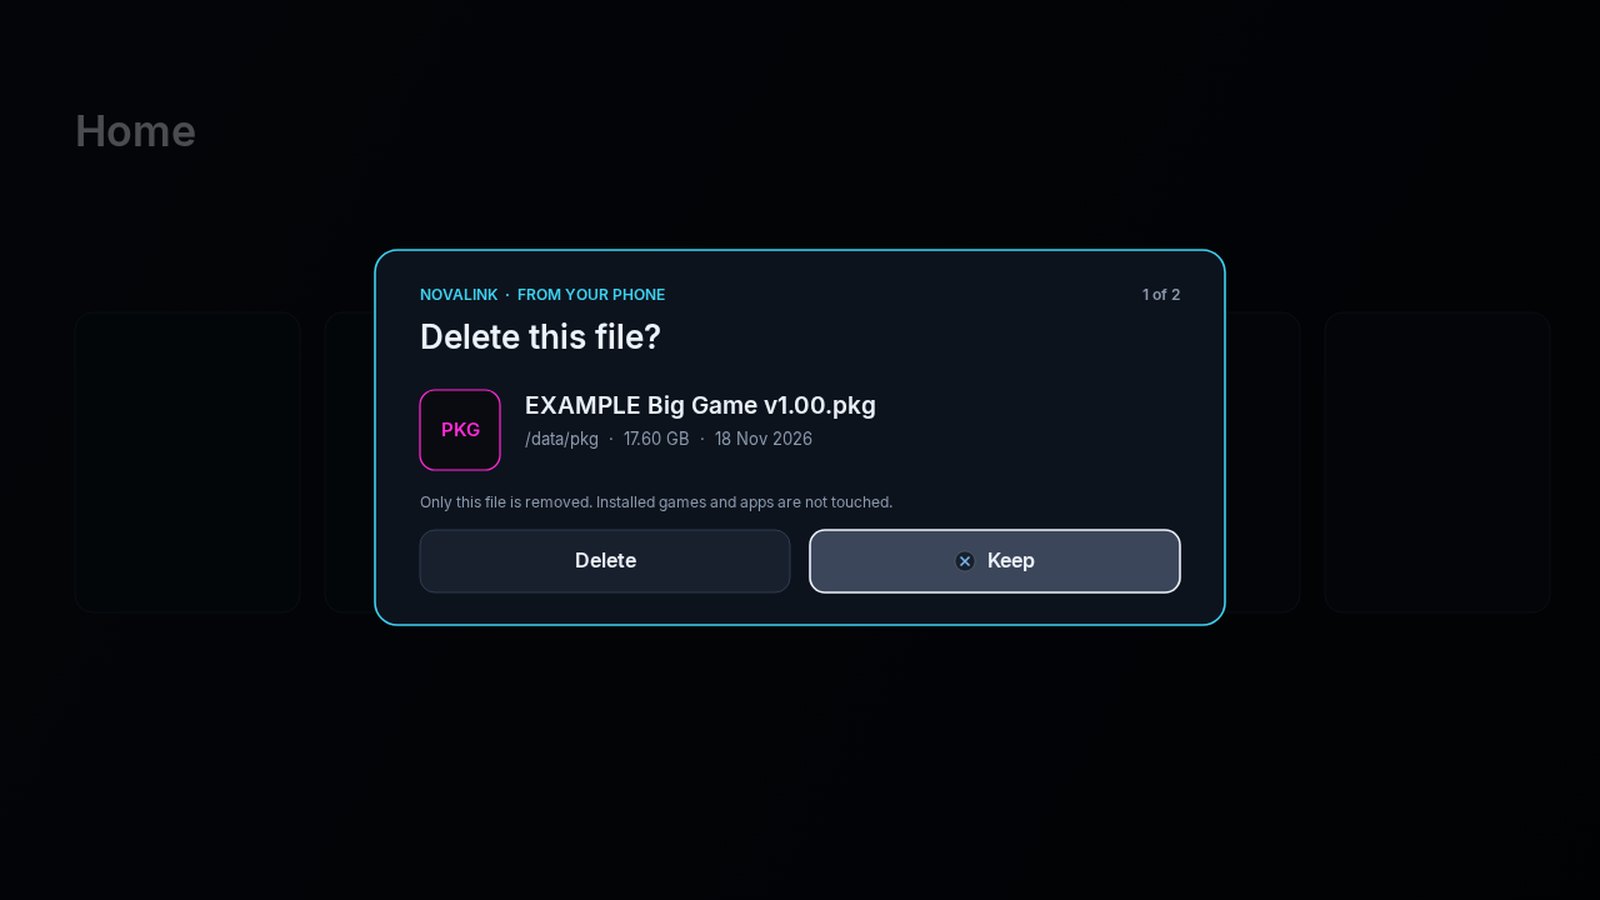 Home
NOVALINK · FROM YOUR PHONE
1 of 2
Delete this file?
PKG
EXAMPLE Big Game v1.00.pkg
/data/pkg · 17.60 GB · 18 Nov 2026
Only this file is removed. Installed games and apps are not touched.
Delete
Keep